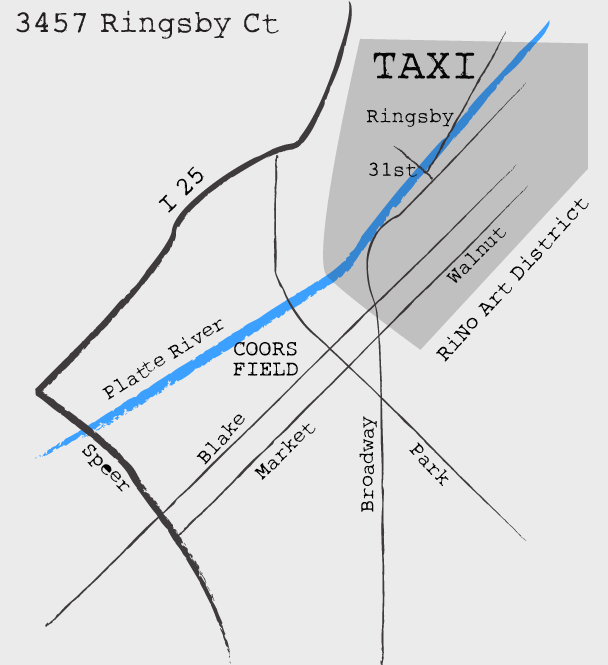 3457 Ringsby Ct
TAXI
Ringsby
31st
I 25
Walnut
RiNo Art District
Platte River
COORS
FIELD
Blake
Market
Speer
Broadway
Park